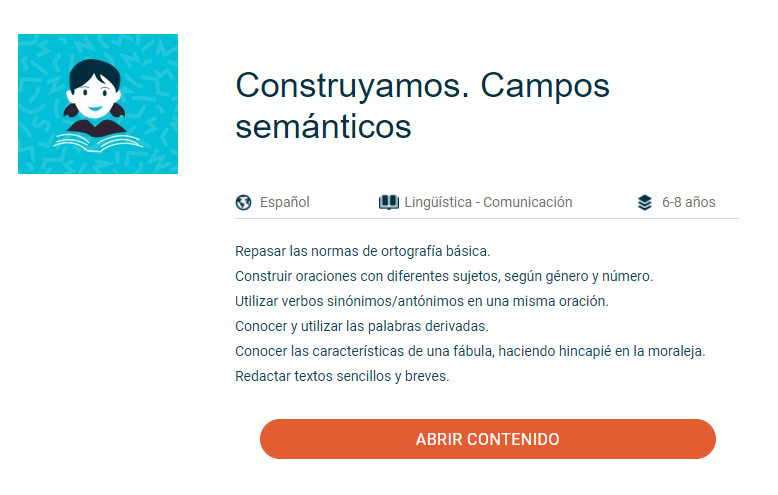 Construyamos. Campos
semánticos
Español
Lingüística - Comunicación
6-8 años
Repasar las normas de ortografía básica.
Construir oraciones con diferentes sujetos, según género y número.
Utilizar verbos sinónimos/antónimos en una misma oración.
Conocer y utilizar las palabras derivadas.
Conocer las características de una fábula, haciendo hincapié en la moraleja.
Redactar textos sencillos y breves.
ABRIR CONTENIDO